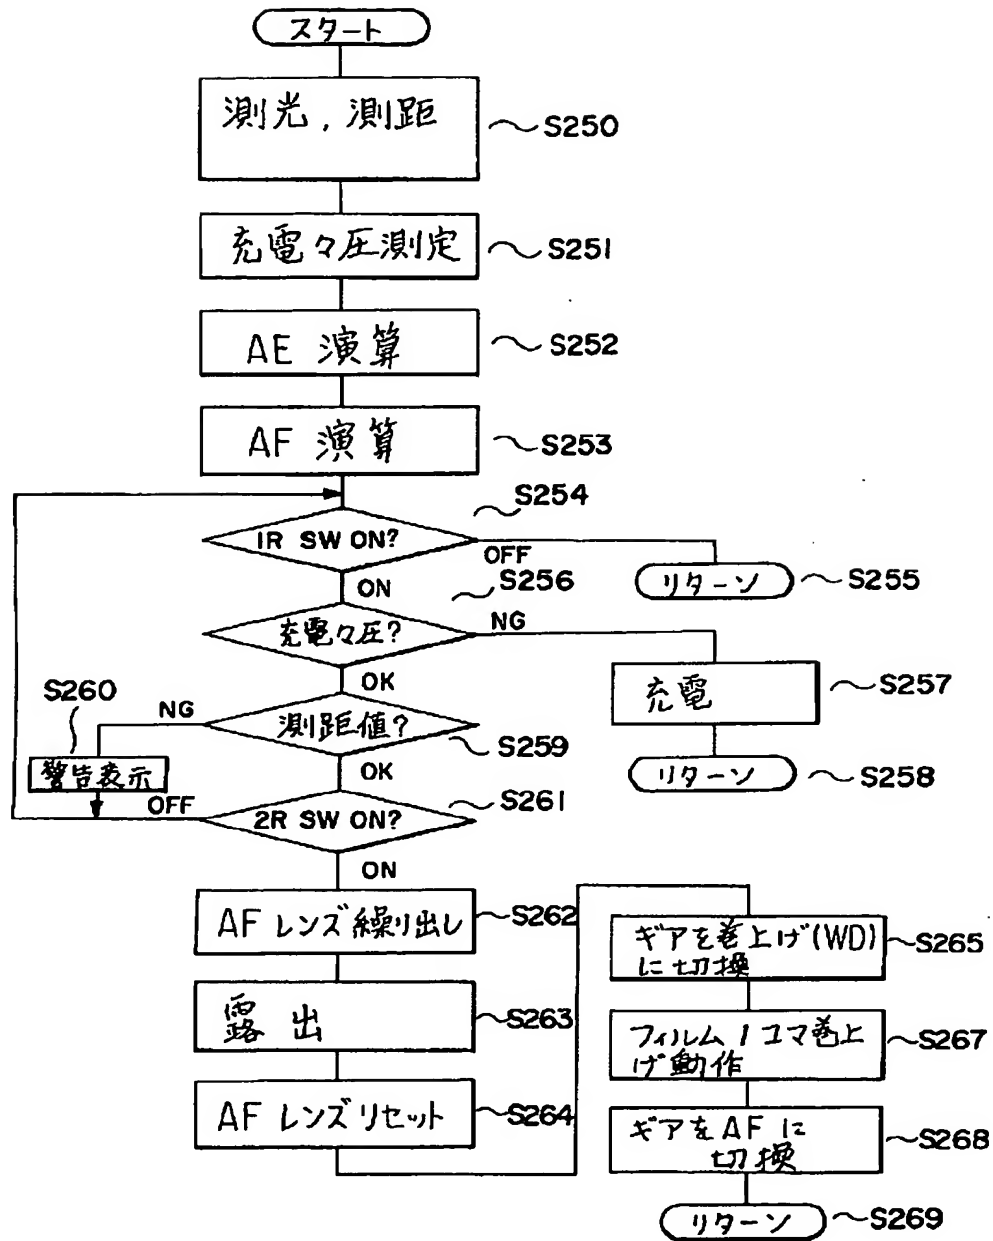 スタート
測光，測距
S250
充電々圧測定
S251
AE 演算
S252
AF 演算
S253
S254
1R SW ON?
OFF
リターン
S255
ON
S256
充電々圧?
NG
充電
S257
リターン
S258
OK
S260
NG
測距値?
S259
警告表示
OK
OFF
2R SW ON?
S261
ON
AF レンズ繰り出し
S262
露出
S263
AF レンズリセット
S264
ギアを巻上げ(WD)
に切換
S265
フィルム1コマ巻上
げ動作
S267
ギアをAFに
切換
S268
リターン
S269